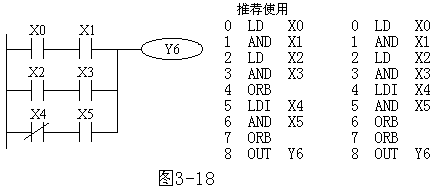 推荐使用
X0 X1
Y6
X2 X3
X4 X5
0 LD X0
1 AND X1
2 LD X2
3 AND X3
4 ORB
5 LDI X4
6 AND X5
7 ORB
8 OUT Y6
0 LD X0
1 AND X1
2 LD X2
3 AND X3
4 LDI X4
5 AND X5
6 ORB
7 ORB
8 OUT Y6
图3-18